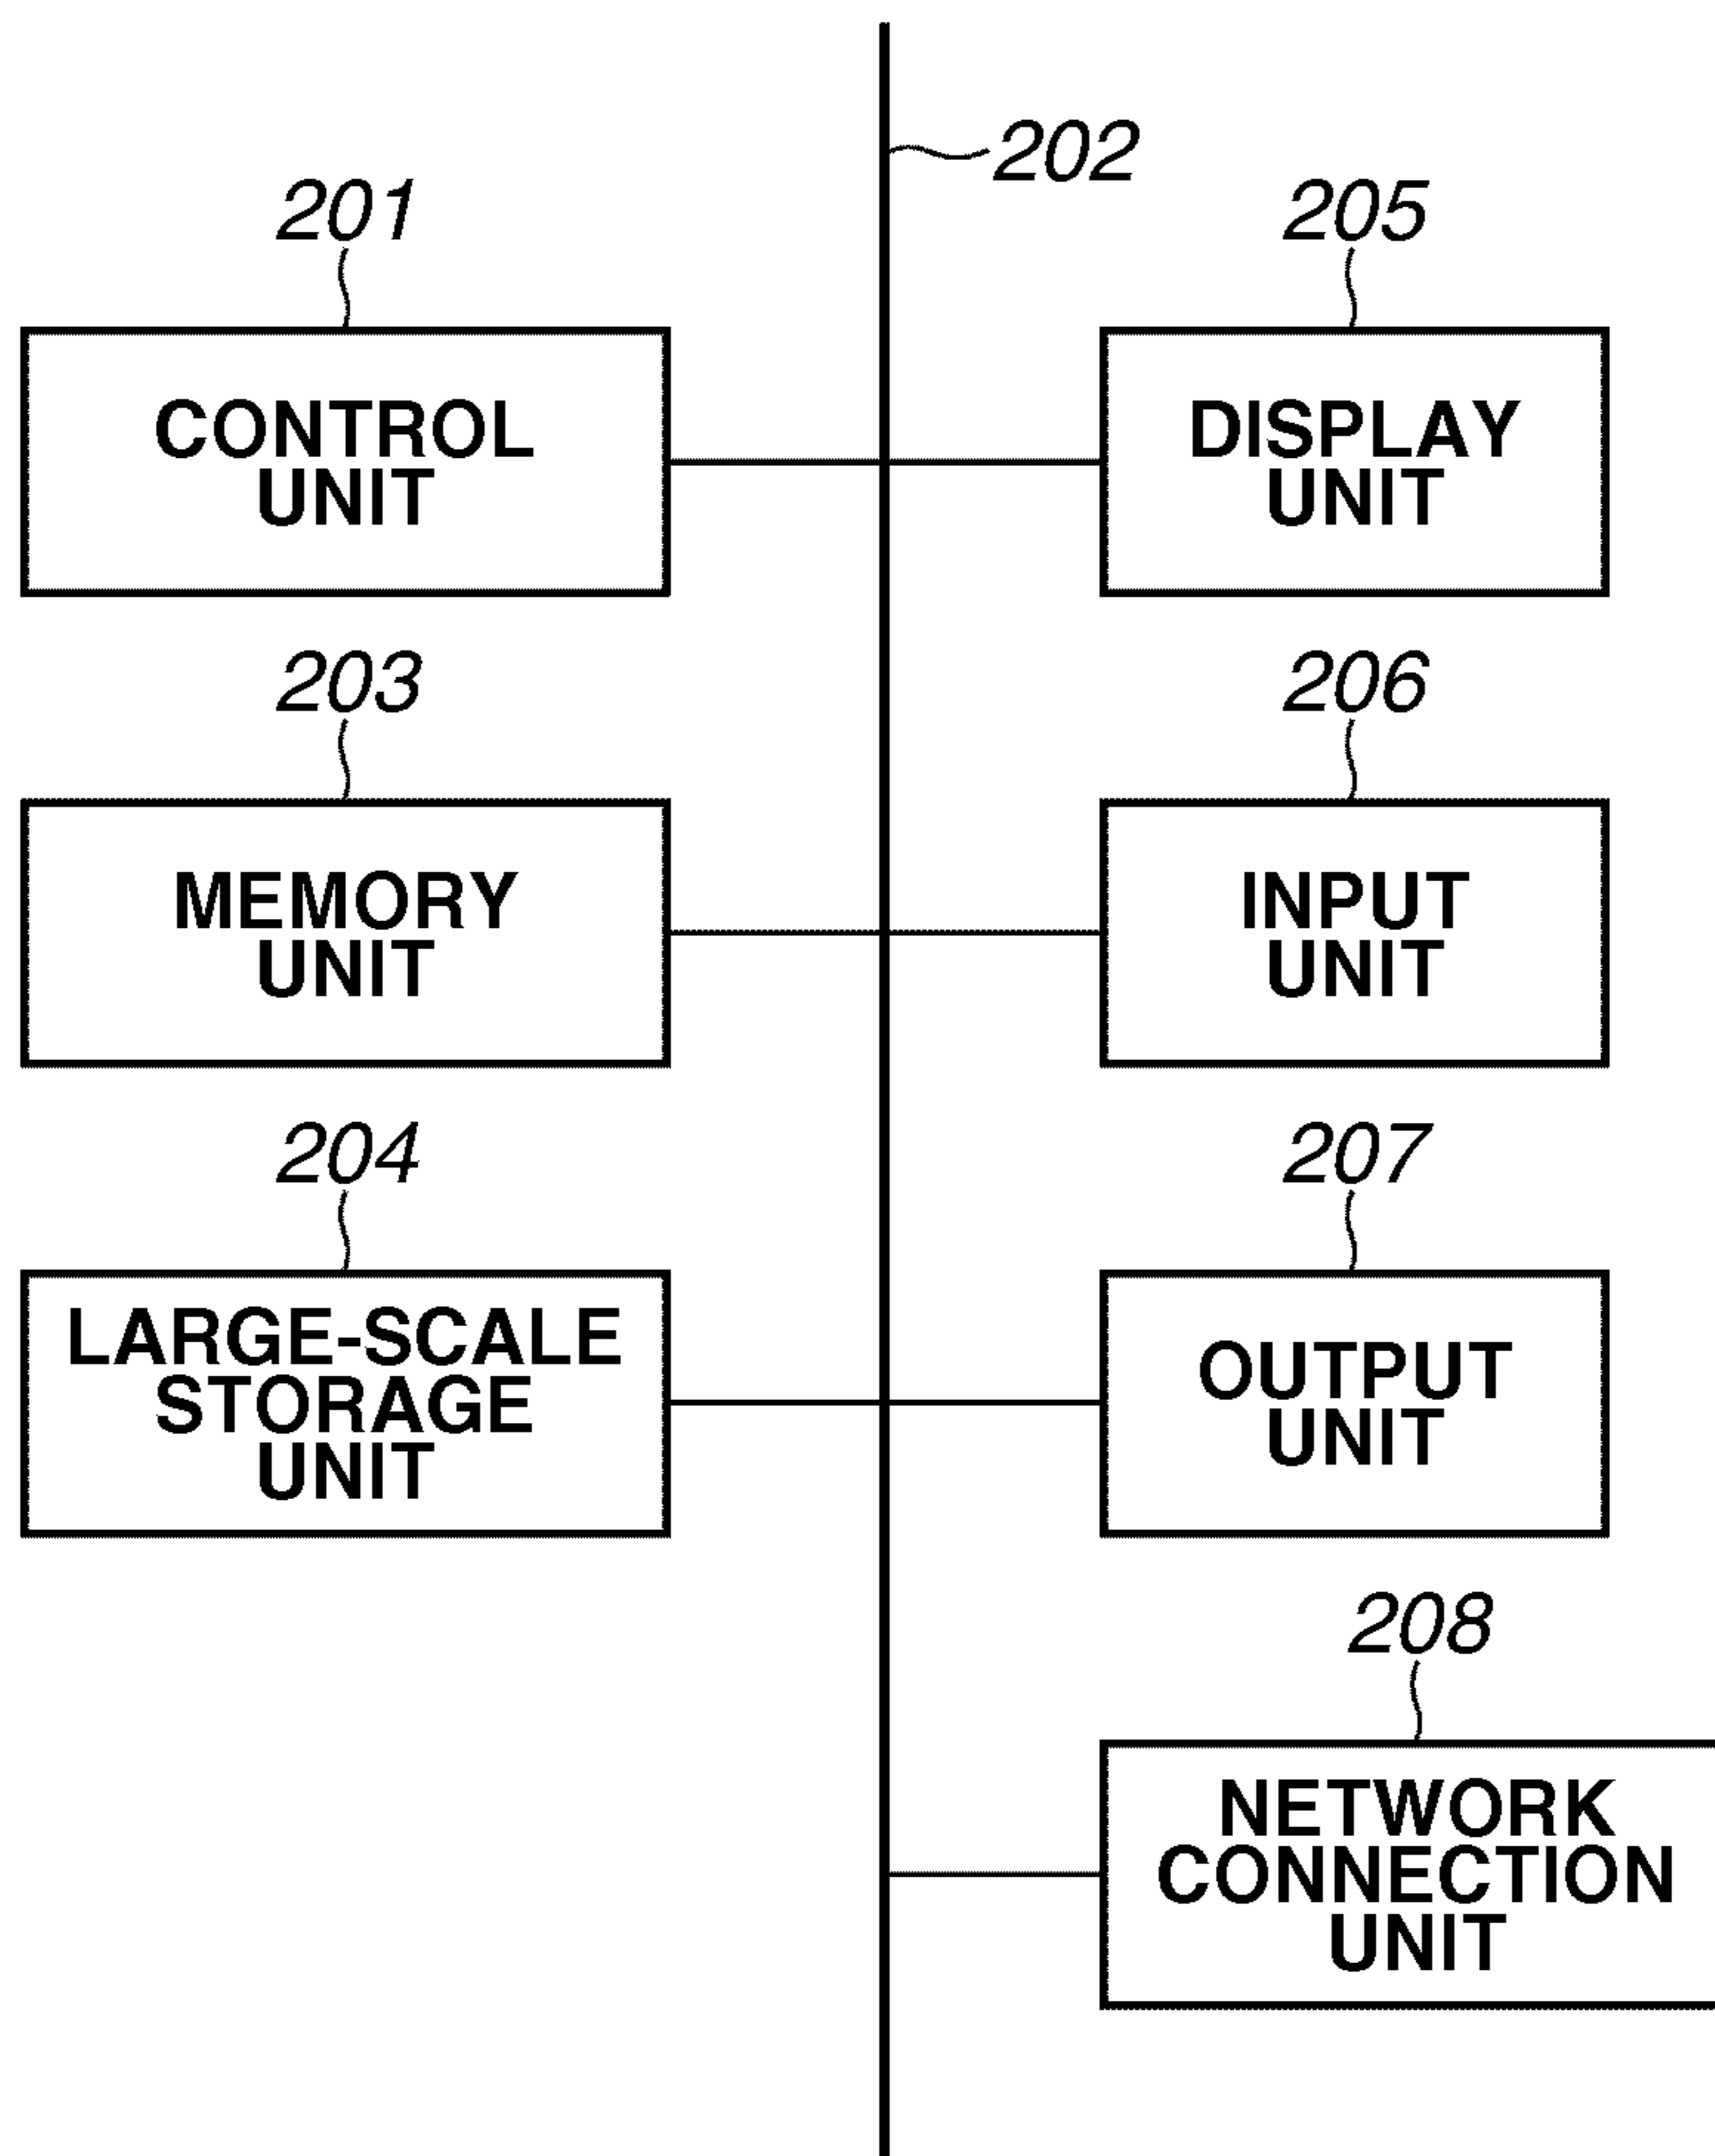 202
201
CONTROL
UNIT
205
DISPLAY
UNIT
203
MEMORY
UNIT
206
INPUT
UNIT
204
LARGE-SCALE
STORAGE
UNIT
207
OUTPUT
UNIT
208
NETWORK
CONNECTION
UNIT